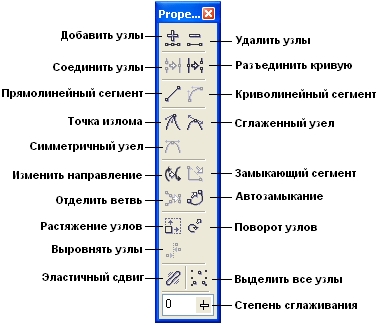 Prope...
Добавить узлы
Удалить узлы
Соединить узлы
Разъединить кривую
Прямолинейный сегмент
Криволинейный сегмент
Точка излома
Сглаженный узел
Симметричный узел
Изменить направление
Замыкающий сегмент
Отделить ветвь
Автозамыкание
Растяжение узлов
Поворот узлов
Выровнять узлы
Эластичный сдвиг
Выделить все узлы
0
Степень сглаживания